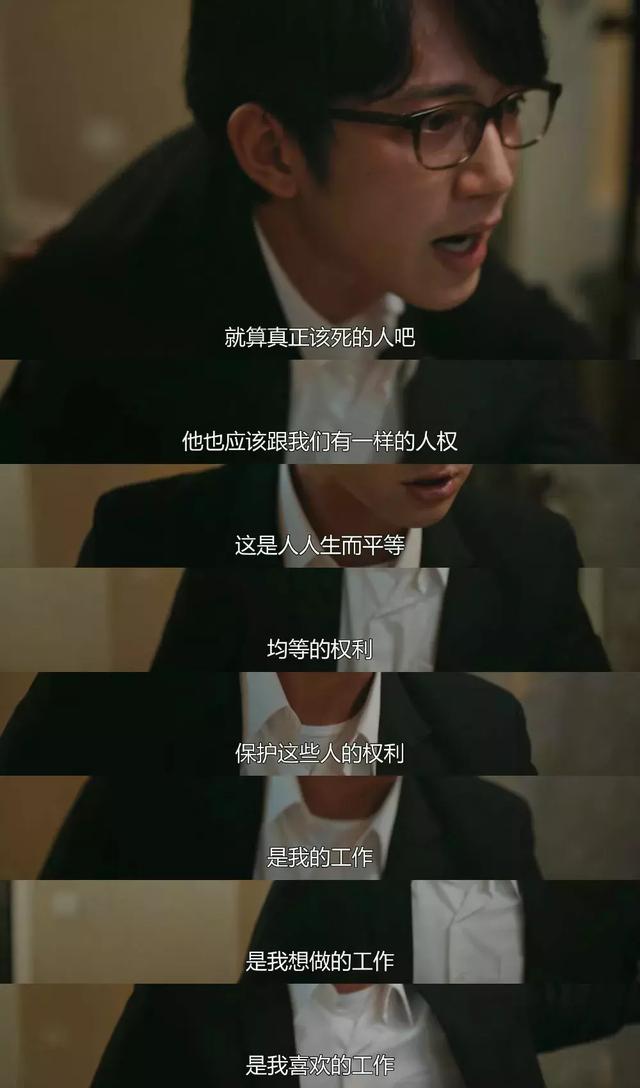 就算真正该死的人吧
他也应该跟我们有一样的人权
这是人人生而平等
均等的权利
保护这些人的权利
是我的工作
是我想做的工作
是我喜欢的工作